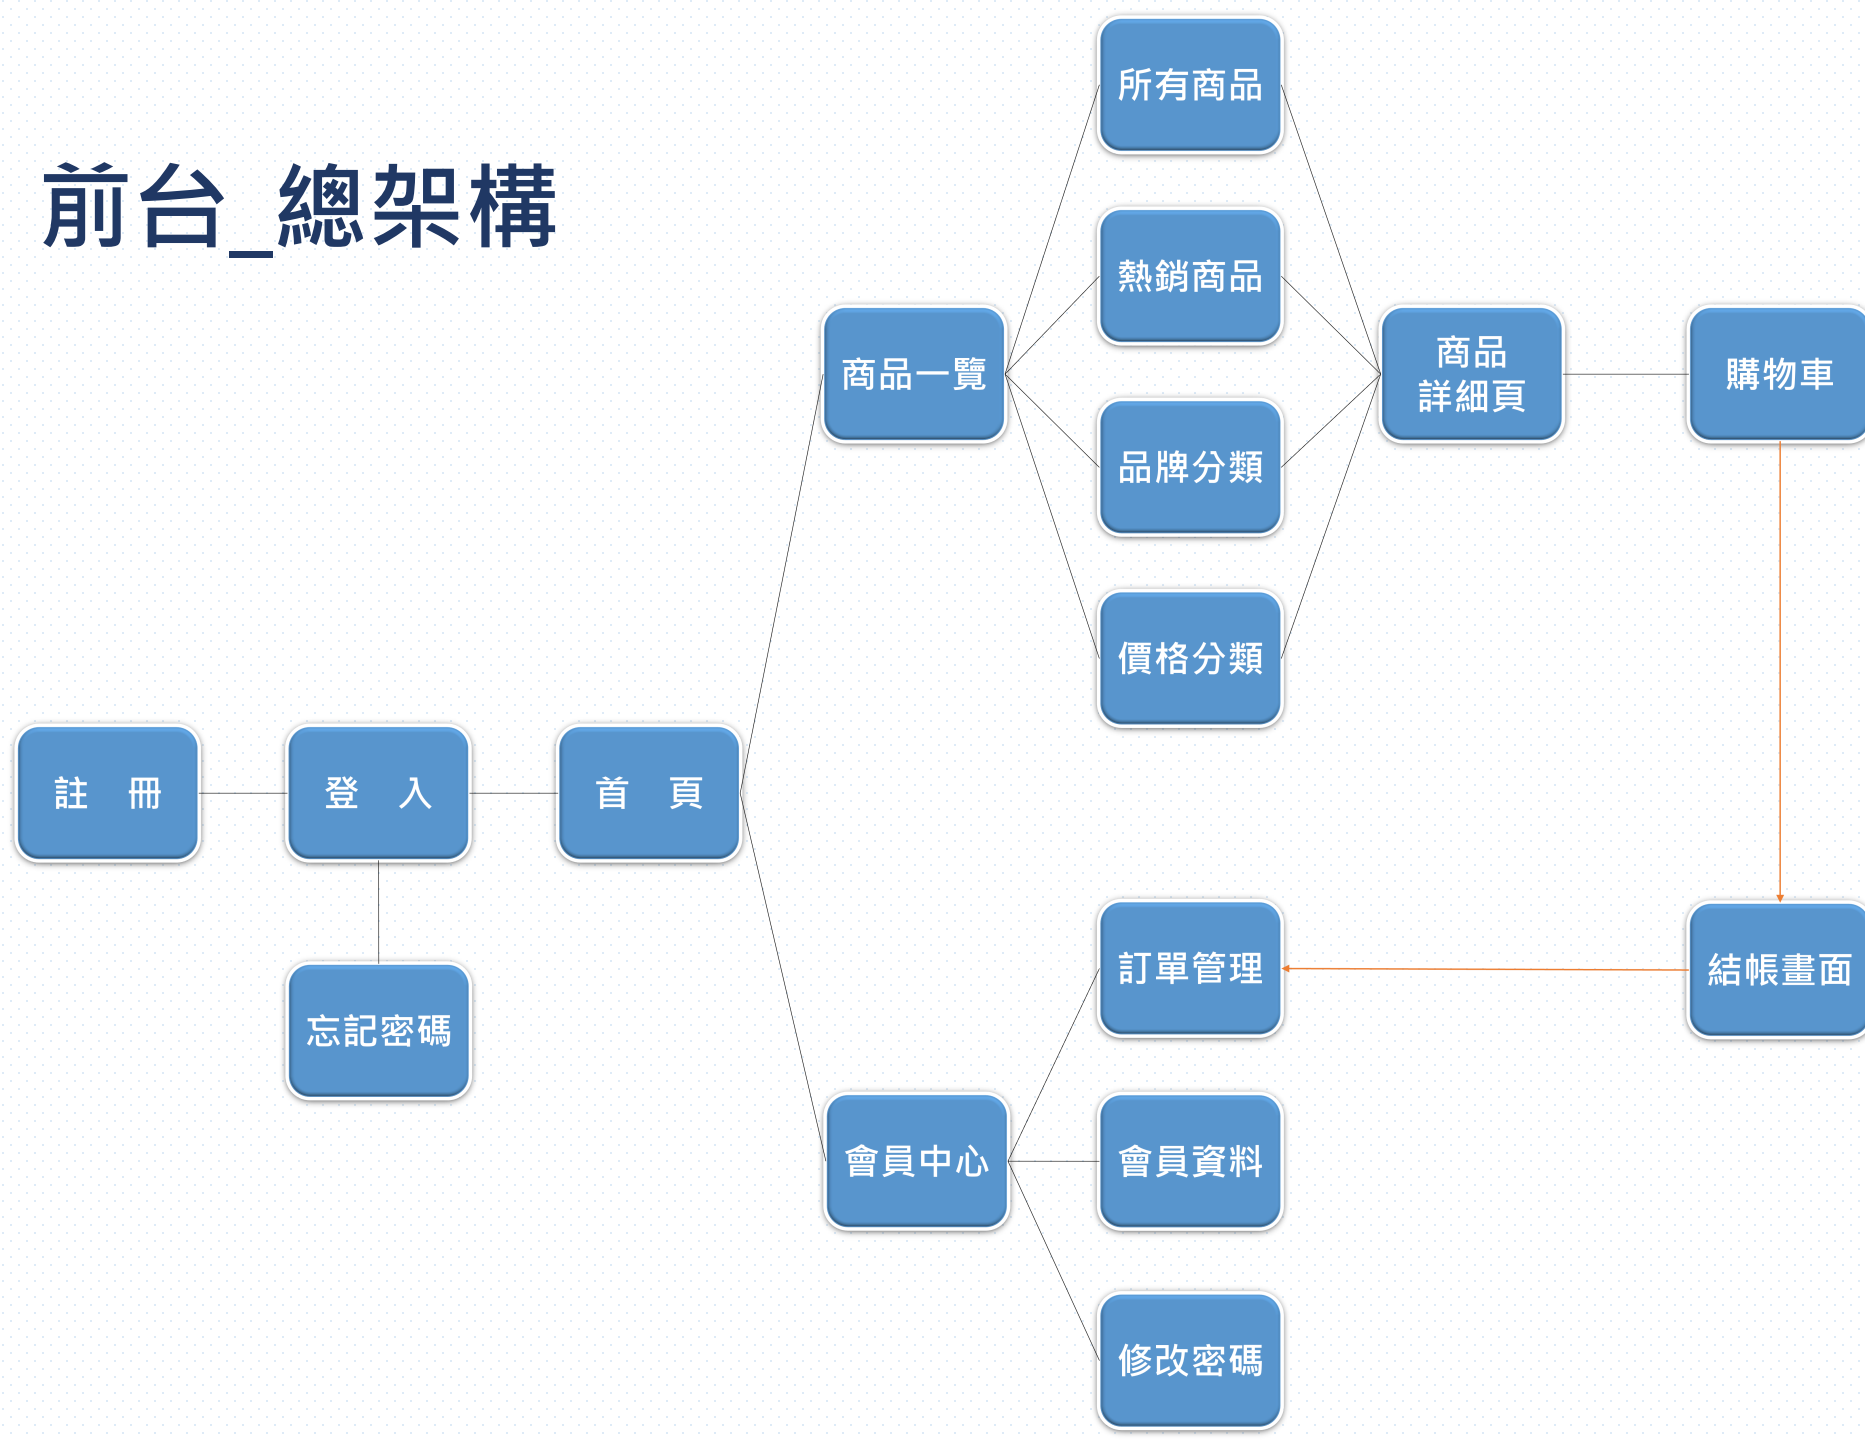 前台_總架構
所有商品
熱銷商品
商品一覽
商品
詳細頁
購物車
品牌分類
價格分類
註　冊
登　入
首　頁
訂單管理
結帳畫面
忘記密碼
會員中心
會員資料
修改密碼